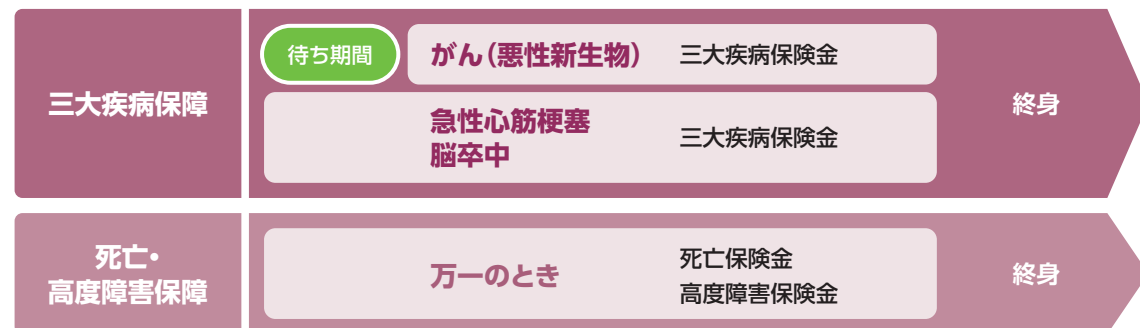 三大疾病保障
待ち期間
がん（悪性新生物）
三大疾病保険金
急性心筋梗塞
脳卒中
三大疾病保険金
終身
死亡・
高度障害保障
万一のとき
死亡保険金
高度障害保険金
終身